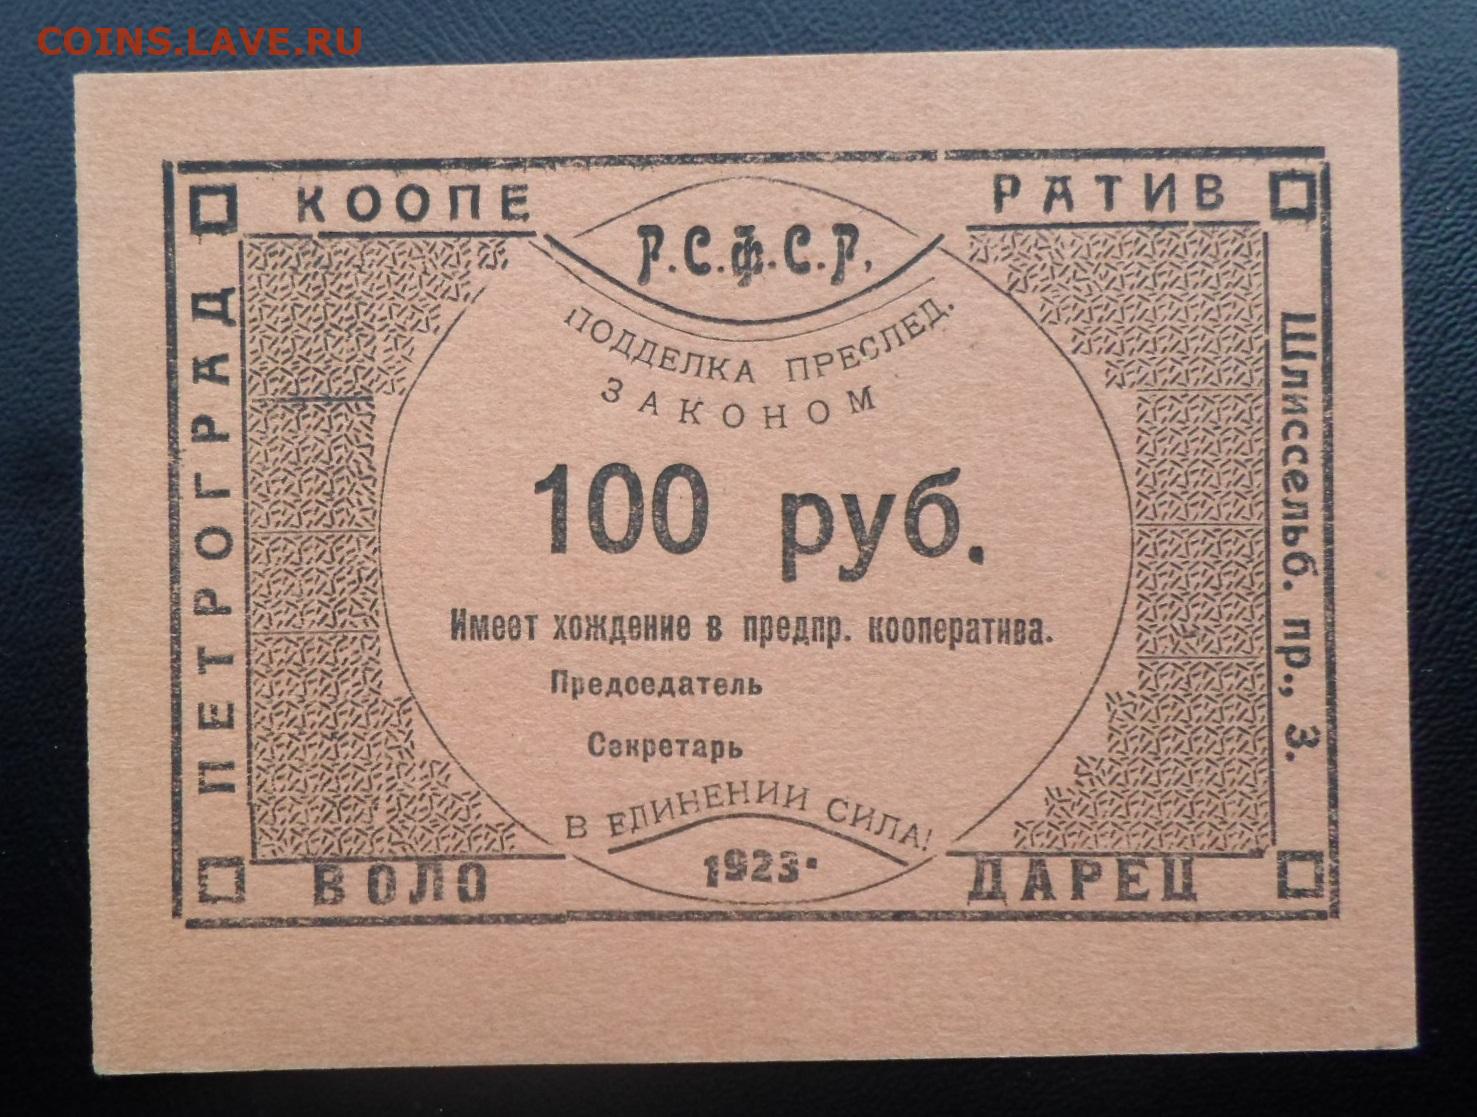 COINS.LAVE.RU
КООПЕ РАТИВ
Р.С.Ф.С.Р.
ПОДДЕЛКА ПРЕСЛЕД.
ЗАКОНОМ
ПЕТРОГРАД
100 руб.
Имеет хождение в предпр. кооператива.
Председатель
Секретарь
Шлиссельб. пр., 3.
В ЕДИНЕНИИ СИЛА!
1923.
ВОЛО ДАРЕЦ